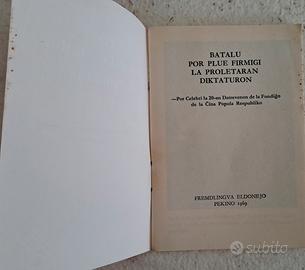 BATALU
POR PLUE FIRMIGI
LA PROLETARAN
DIKTATURON
—Por Celebri la 20-an Datrevenon de la Fondiĝo
de la Ĉina Popola Respubliko
FREMDLINGVA ELDONEJO
PEKINO 1969
subito